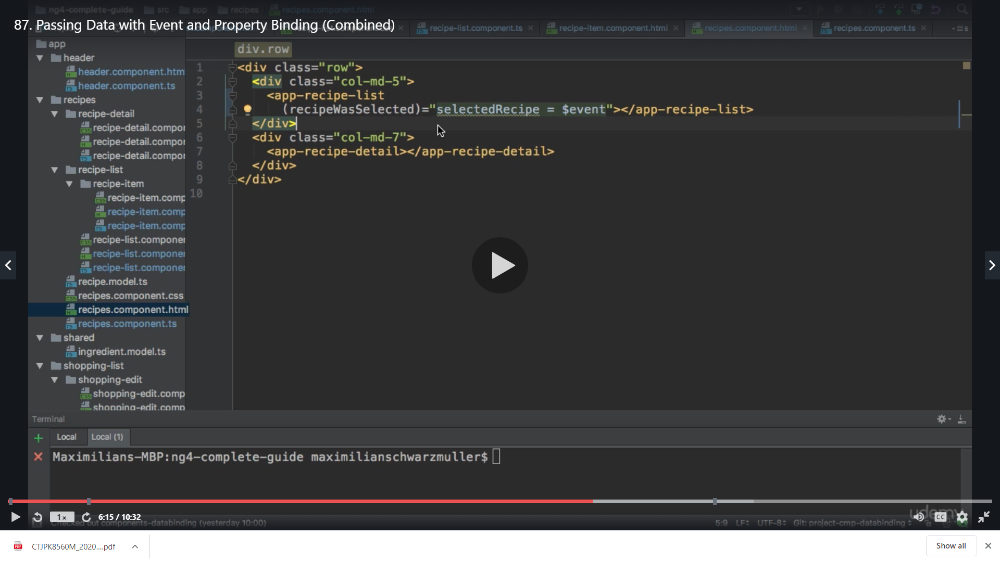 ng4-complete-guide src app recipes recipes.component.html
87. Passing Data with Event and Property Binding (Combined)
recipe-list.component.ts
recipe-item.component.html
recipes.component.html
recipes.component.ts
5
app
header
header.component.htm
header.component.ts
recipes
recipe-detail
recipe-detail.compor
recipe-detail.compor
recipe-detail.compor
recipe-list
recipe-item
recipe-item.comp
recipe-item.comp
recipe-item.comp
recipe-list.componer
recipe-list.componer
recipe-list.componer
recipe.model.ts
recipes.component.css
recipes.component.html
recipes.component.ts
shared
ingredient.model.ts
shopping-list
shopping-edit
shopping-edit.comp
shopping-edit.comp
div.row
1 <div class="row">
2 <div class="col-md-5">
3 <app-recipe-list
4 (recipeWasSelected)="selectedRecipe = $event"></app-recipe-list>
5 </div>
6 <div class="col-md-7">
7 <app-recipe-detail></app-recipe-detail>
8 </div>
9 </div>
10
Terminal
Local Local (1)
Maximilians-MBP:ng4-complete-guide maximilianschwarzmuller$
udemy
1x 6:15 / 10:32 CC
Checked out components-databinding (yesterday 10:00) 5:9 LF UTF-8 Git: project-cmp-databinding
CTJPK8560M_2020....pdf
Show all